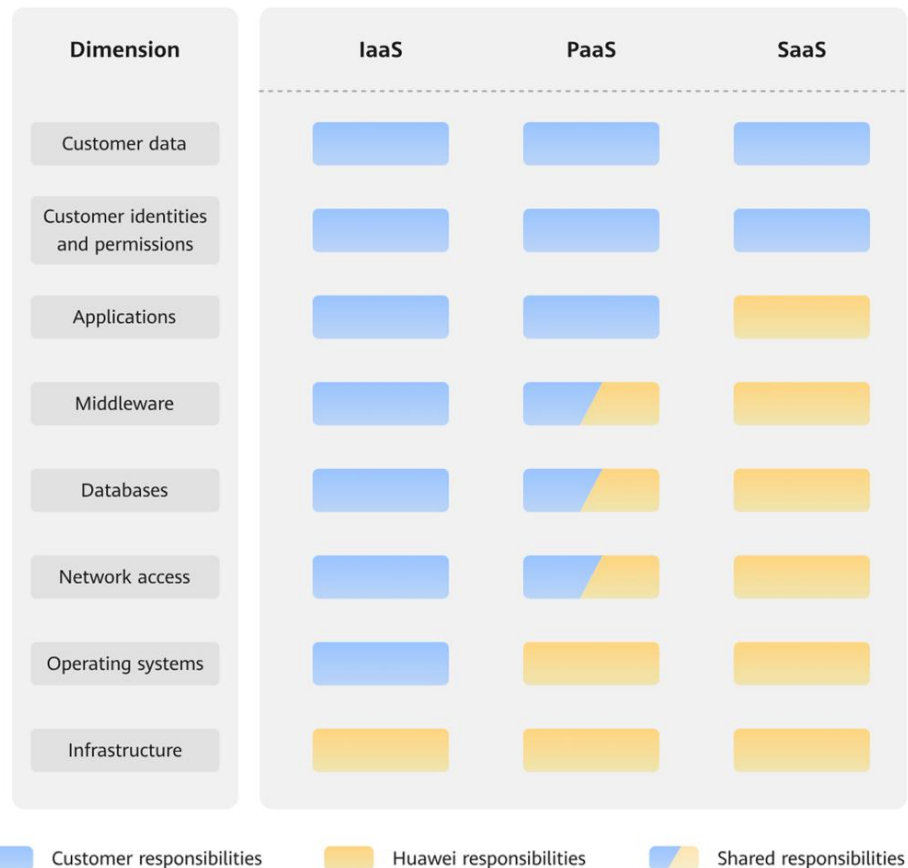 Dimension
IaaS
PaaS
SaaS
Customer data
Customer identities
and permissions
Applications
Middleware
Databases
Network access
Operating systems
Infrastructure
Customer responsibilities
Huawei responsibilities
Shared responsibilities